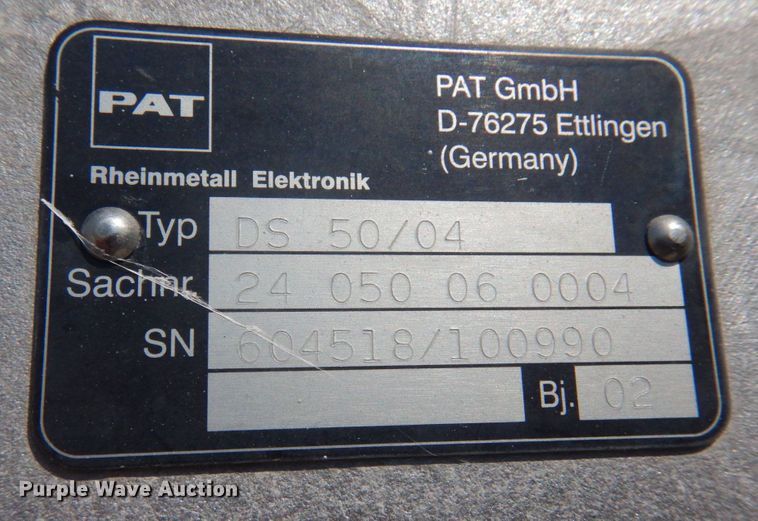 PAT
PAT GmbH
D-76275 Ettlingen
(Germany)
Rheinmetall Elektronik
Typ DS 50/04
Sachnr. 24 050 06 0004
SN 604518/100990
Bj. 02
Purple Wave Auction